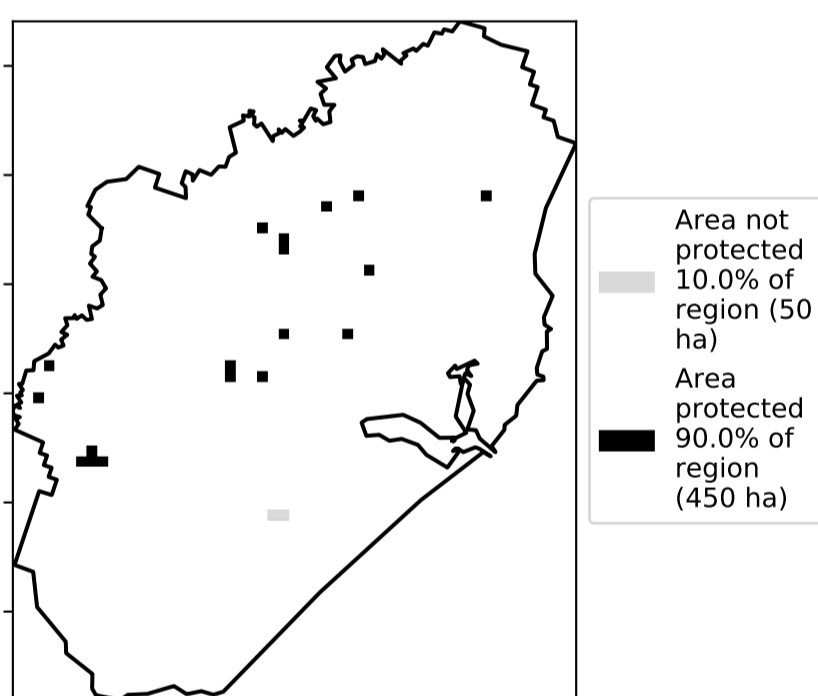 Area not
protected
10.0% of
region (50
ha)
Area
protected
90.0% of
region
(450 ha)